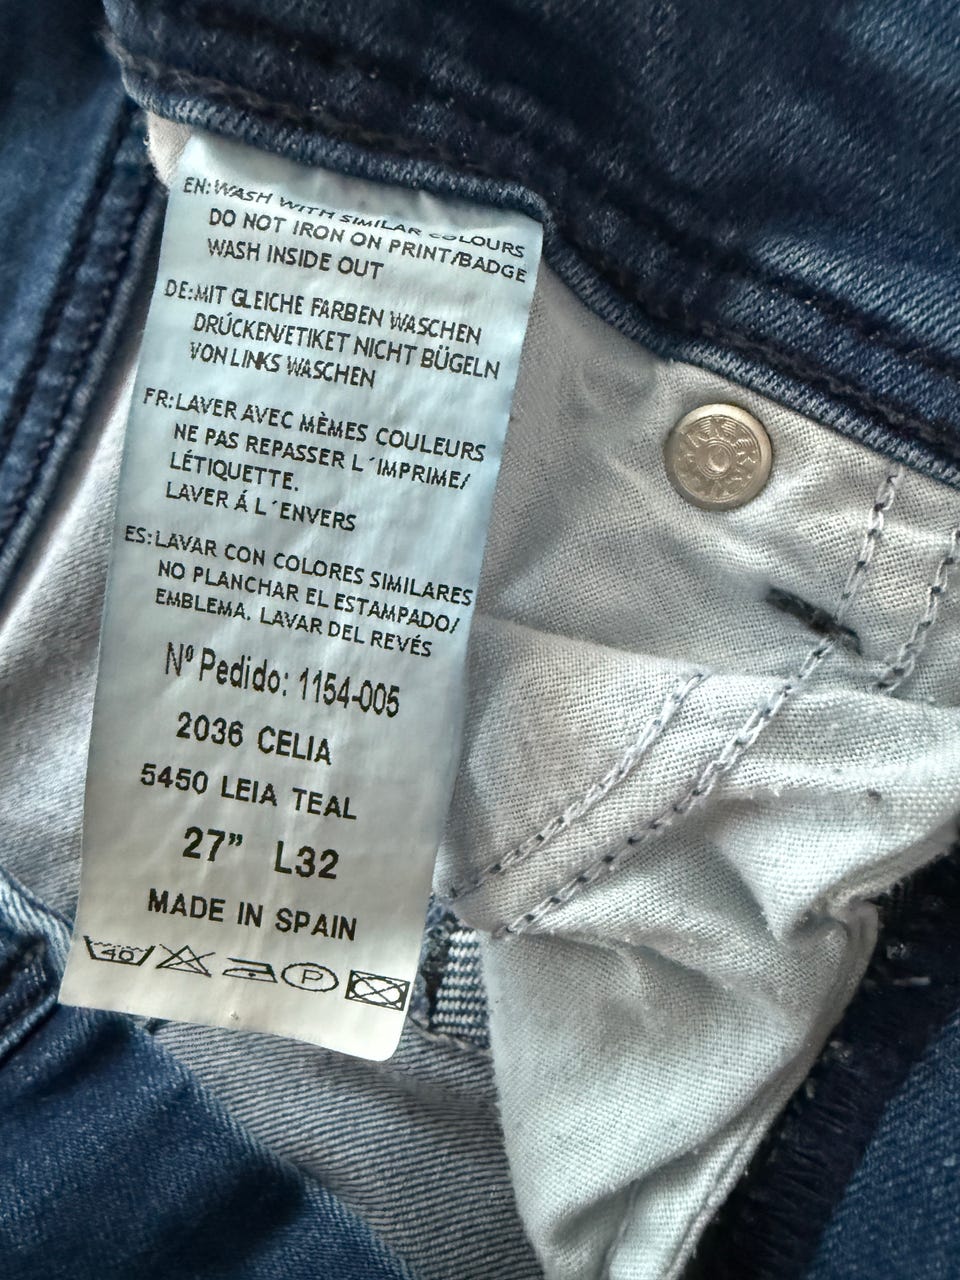 EN:WASH WITH SIMILAR COLOURS
DO NOT IRON ON PRINT/BADGE
WASH INSIDE OUT
DE:MIT GLEICHE FARBEN WASCHEN
DRÜCKEN/ETIKET NICHT BÜGELN
VON LINKS WASCHEN
FR:LAVER AVEC MÈMES COULEURS
NE PAS REPASSER L´IMPRIME/
LÉTIQUETTE.
LAVER Á L´ENVERS
ES:LAVAR CON COLORES SIMILARES
NO PLANCHAR EL ESTAMPADO/
EMBLEMA. LAVAR DEL REVÉS
Nº Pedido: 1154-005
2036 CELIA
5450 LEIA TEAL
27” L32
MADE IN SPAIN
40 P